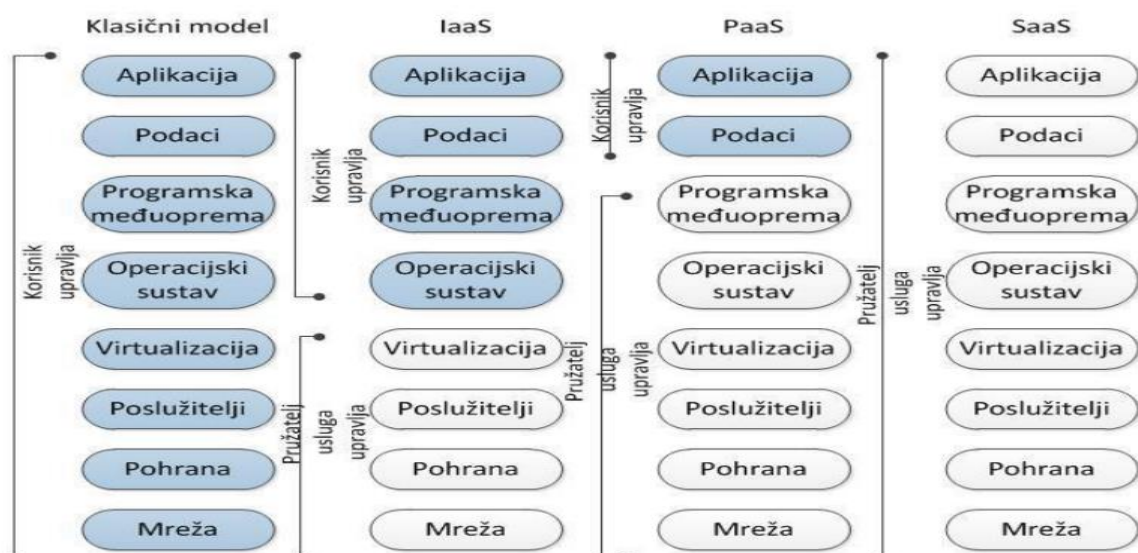 Klasični model
IaaS
PaaS
SaaS
Korisnik
upravlja
Aplikacija
Podaci
Programska
međuoprema
Operacijski
sustav
Virtualizacija
Poslužitelji
Pohrana
Mreža
Korisnik
upravlja
Pružatelj
usluga
upravlja
Aplikacija
Podaci
Programska
međuoprema
Operacijski
sustav
Virtualizacija
Poslužitelji
Pohrana
Mreža
Korisnik
upravlja
Pružatelj
usluga
upravlja
Aplikacija
Podaci
Programska
međuoprema
Operacijski
sustav
Virtualizacija
Poslužitelji
Pohrana
Mreža
Pružatelj
usluga
upravlja
Aplikacija
Podaci
Programska
međuoprema
Operacijski
sustav
Virtualizacija
Poslužitelji
Pohrana
Mreža